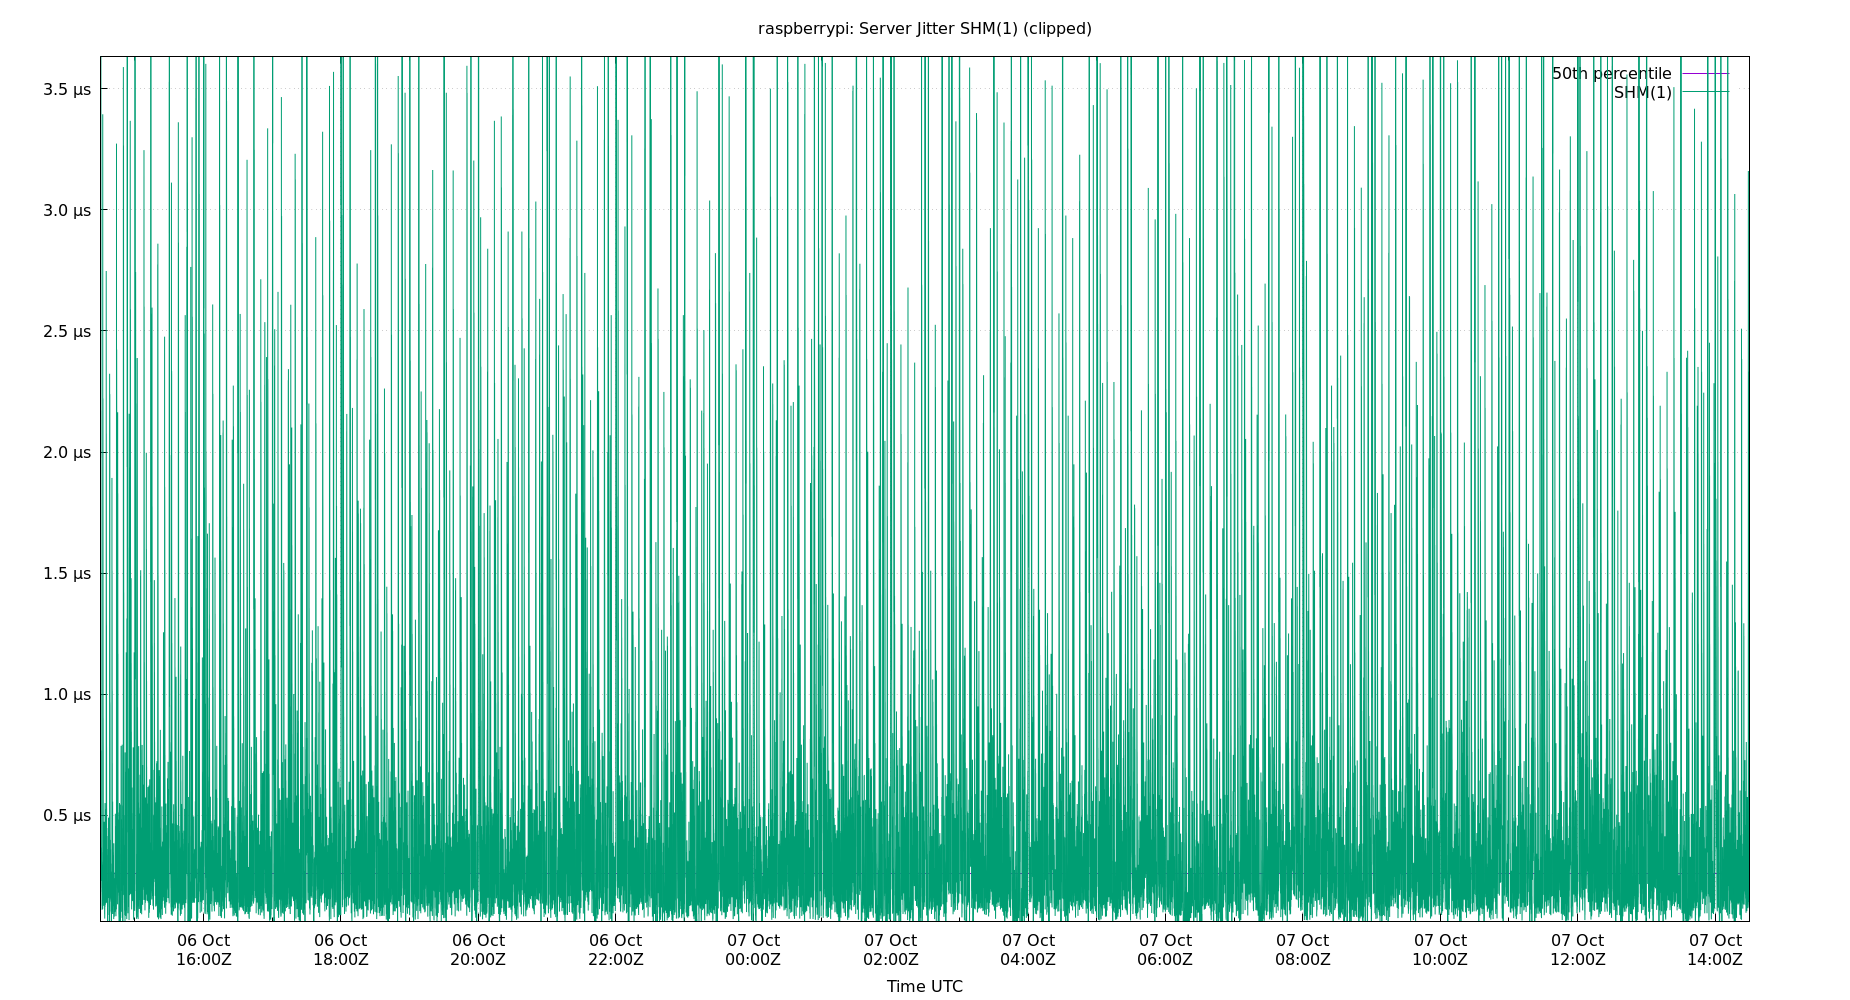 raspberrypi: Server Jitter SHM(1) (clipped)
50th percentile
SHM(1)
3.5 µs
3.0 µs
2.5 µs
2.0 µs
1.5 µs
1.0 µs
0.5 µs
06 Oct 06 Oct 06 Oct 06 Oct 07 Oct 07 Oct 07 Oct 07 Oct 07 Oct 07 Oct 07 Oct 07 Oct
16:00Z 18:00Z 20:00Z 22:00Z 00:00Z 02:00Z 04:00Z 06:00Z 08:00Z 10:00Z 12:00Z 14:00Z
Time UTC